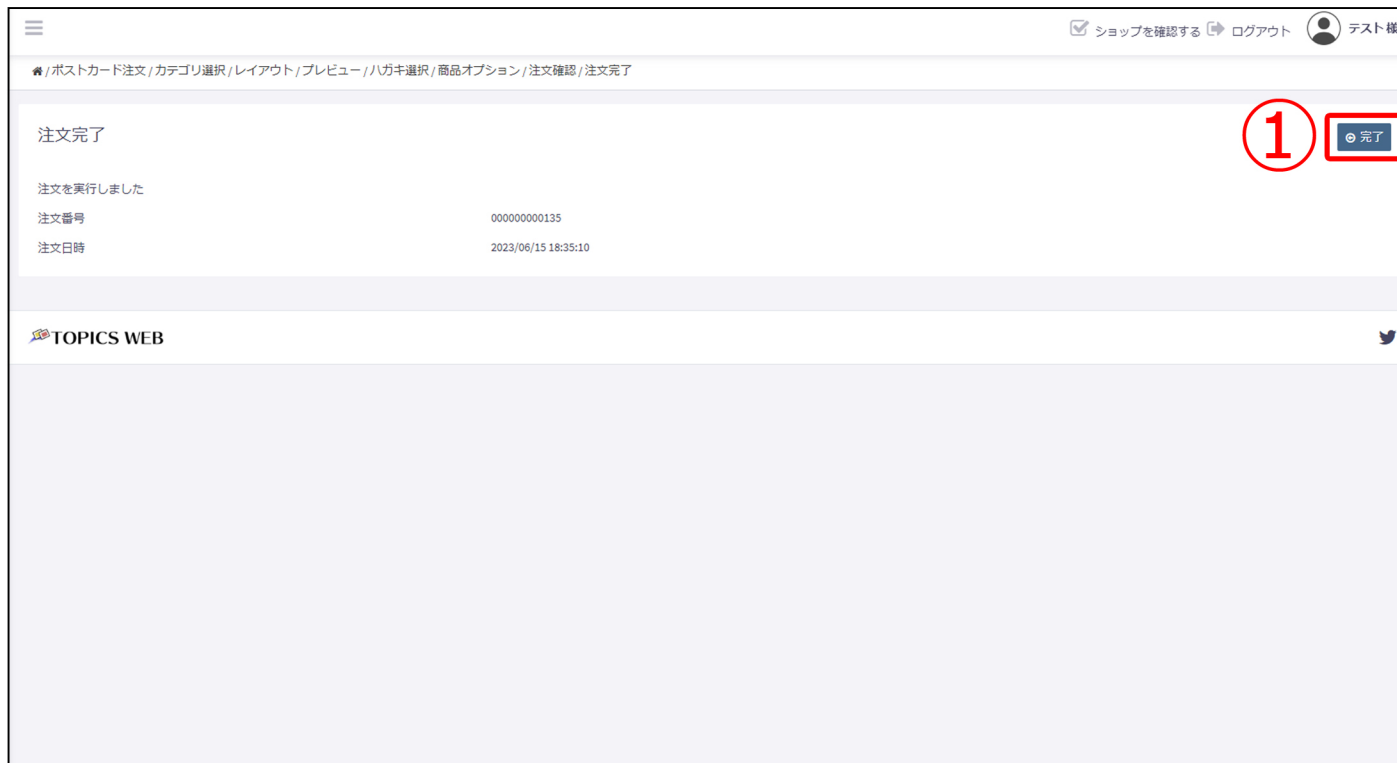 ショップを確認する ログアウト テスト様
/ポストカード注文/カテゴリ選択/レイアウト/プレビュー/ハガキ選択/商品オプション/注文確認/注文完了
注文完了
① 完了
注文を実行しました
注文番号 000000000135
注文日時 2023/06/15 18:35:10
TOPICS WEB